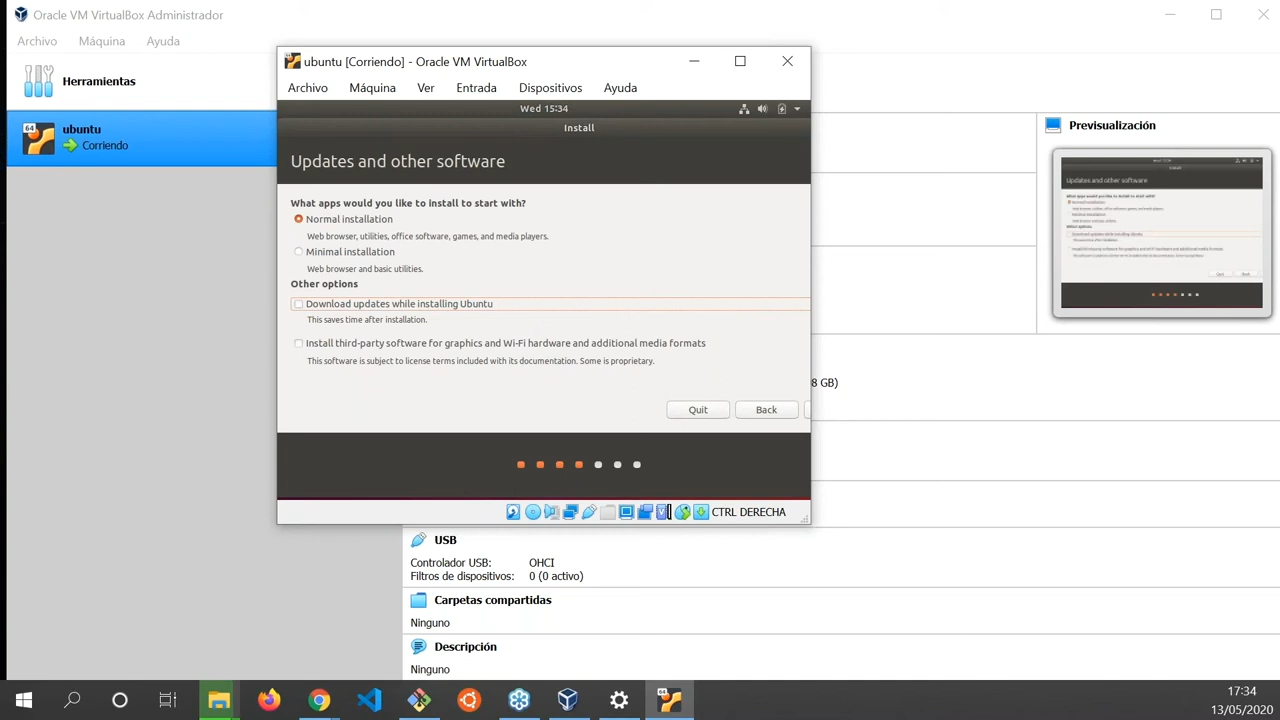 Oracle VM VirtualBox Administrador
Archivo Máquina Ayuda
Herramientas
ubuntu
Corriendo
ubuntu [Corriendo] - Oracle VM VirtualBox
Archivo Máquina Ver Entrada Dispositivos Ayuda
Wed 15:34
Install
Updates and other software
What apps would you like to install to start with?
Normal installation
Web browser, utilities, office software, games, and media players.
Minimal installation
Web browser and basic utilities.
Other options
Download updates while installing Ubuntu
This saves time after installation.
Install third-party software for graphics and Wi-Fi hardware and additional media formats
This software is subject to license terms included with its documentation. Some is proprietary.
Quit Back
CTRL DERECHA
Previsualización
Updates and other software
8 GB)
USB
Controlador USB: OHCI
Filtros de dispositivos: 0 (0 activo)
Carpetas compartidas
Ninguno
Descripción
Ninguno
17:34
13/05/2020